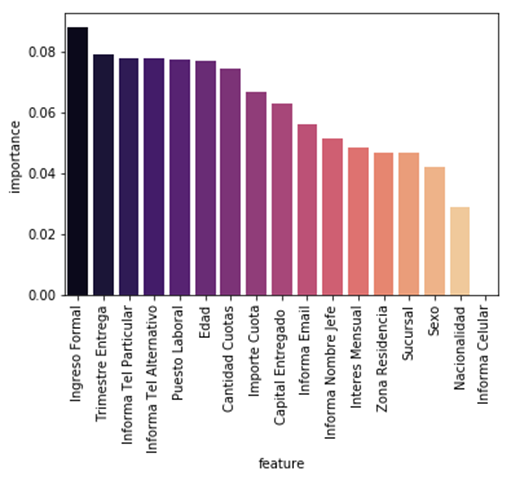 0.08
0.06
0.04
0.02
0.00
importance
Ingreso Formal
Trimestre Entrega
Informa Tel Particular
Informa Tel Alternativo
Puesto Laboral
Edad
Cantidad Cuotas
Importe Cuota
Capital Entregado
Informa Email
Informa Nombre Jefe
Interes Mensual
Zona Residencia
Sucursal
Sexo
Nacionalidad
Informa Celular
feature